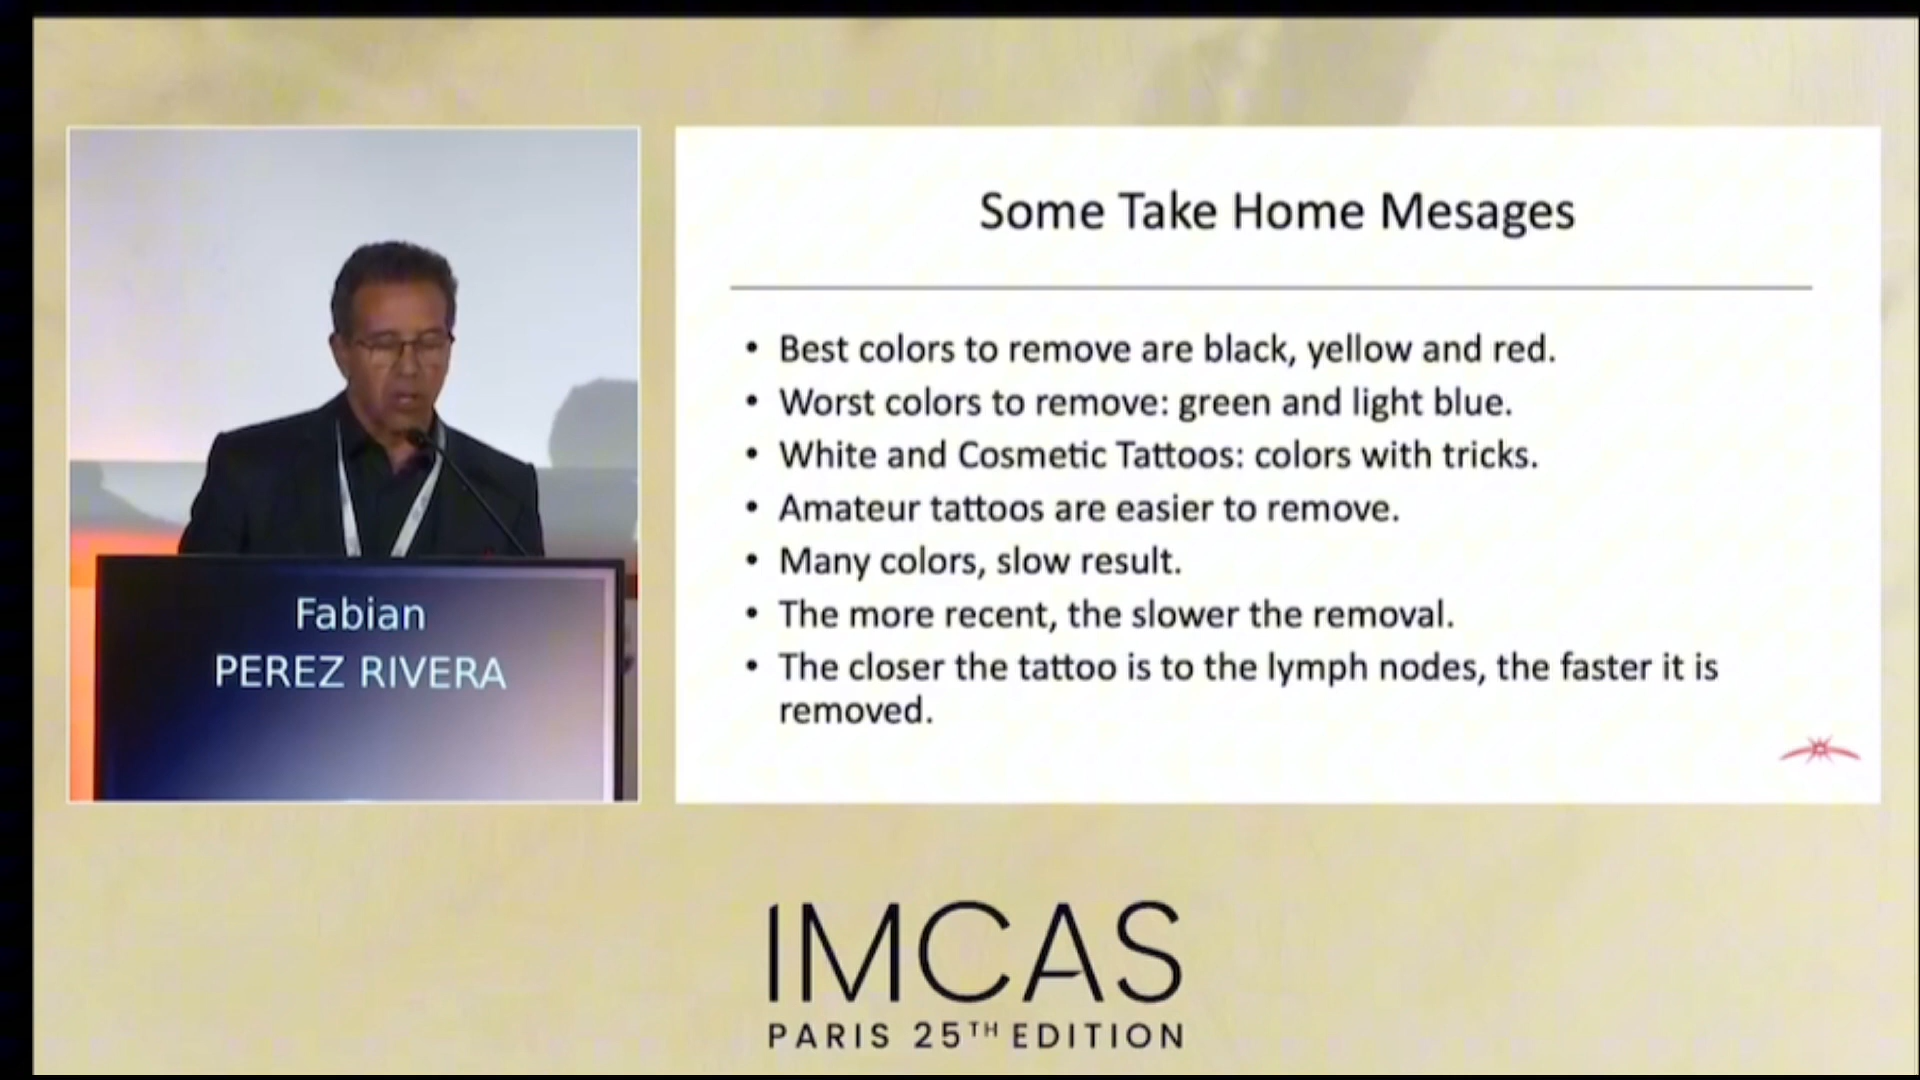 Some Take Home Mesages
• Best colors to remove are black, yellow and red.
• Worst colors to remove: green and light blue.
• White and Cosmetic Tattoos: colors with tricks.
• Amateur tattoos are easier to remove.
• Many colors, slow result.
• The more recent, the slower the removal.
• The closer the tattoo is to the lymph nodes, the faster it is
removed.
Fabian
PEREZ RIVERA
IMCAS
PARIS 25TH EDITION